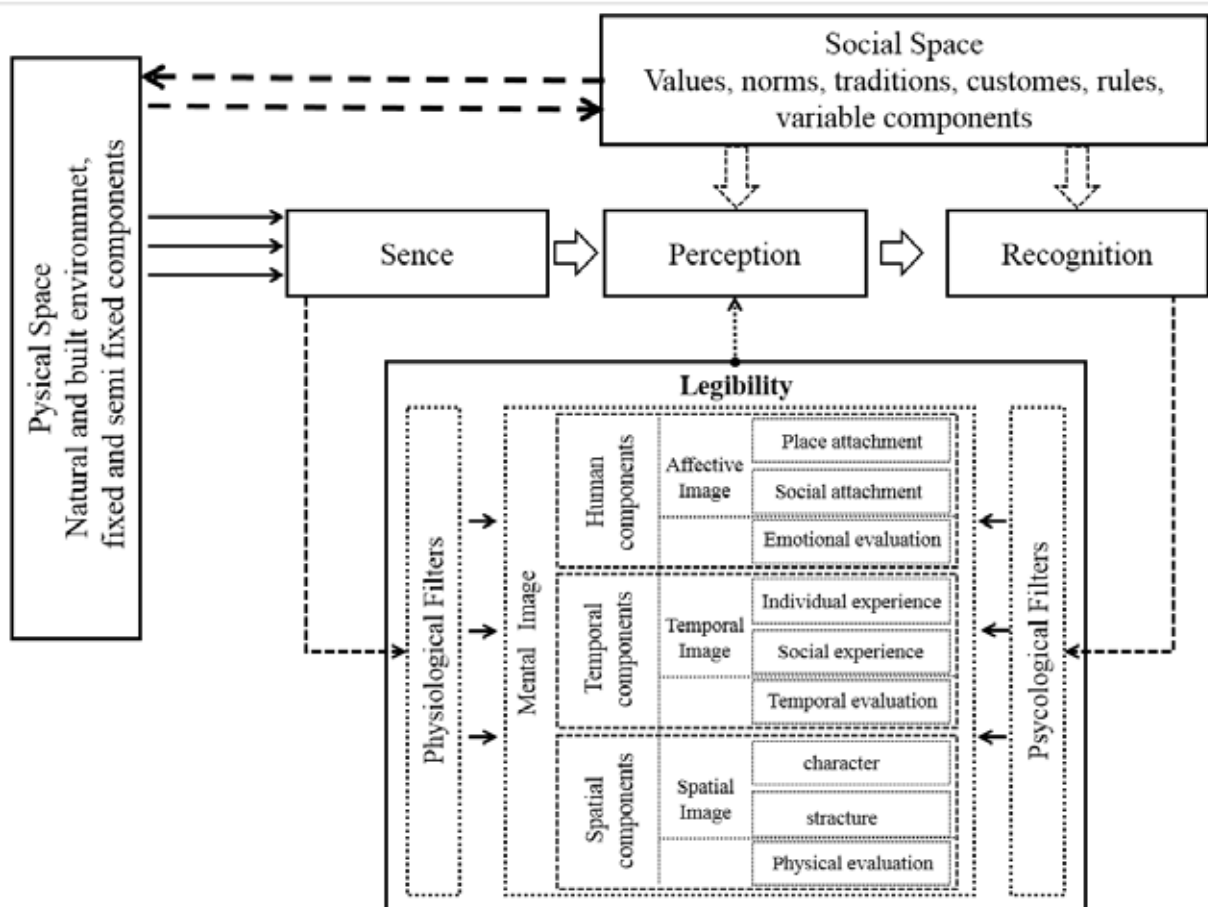 Social Space
Values, norms, traditions, customes, rules,
variable components
Pysical Space
Natural and built environmnet,
fixed and semi fixed components
Sence
Perception
Recognition
Legibility
Physiological Filters
Mental Image
Human
components
Affective
Image
Place attachment
Social attachment
Emotional evaluation
Temporal
components
Temporal
Image
Individual experience
Social experience
Temporal evaluation
Spatial
components
Spatial
Image
character
stracture
Physical evaluation
Psycological Filters